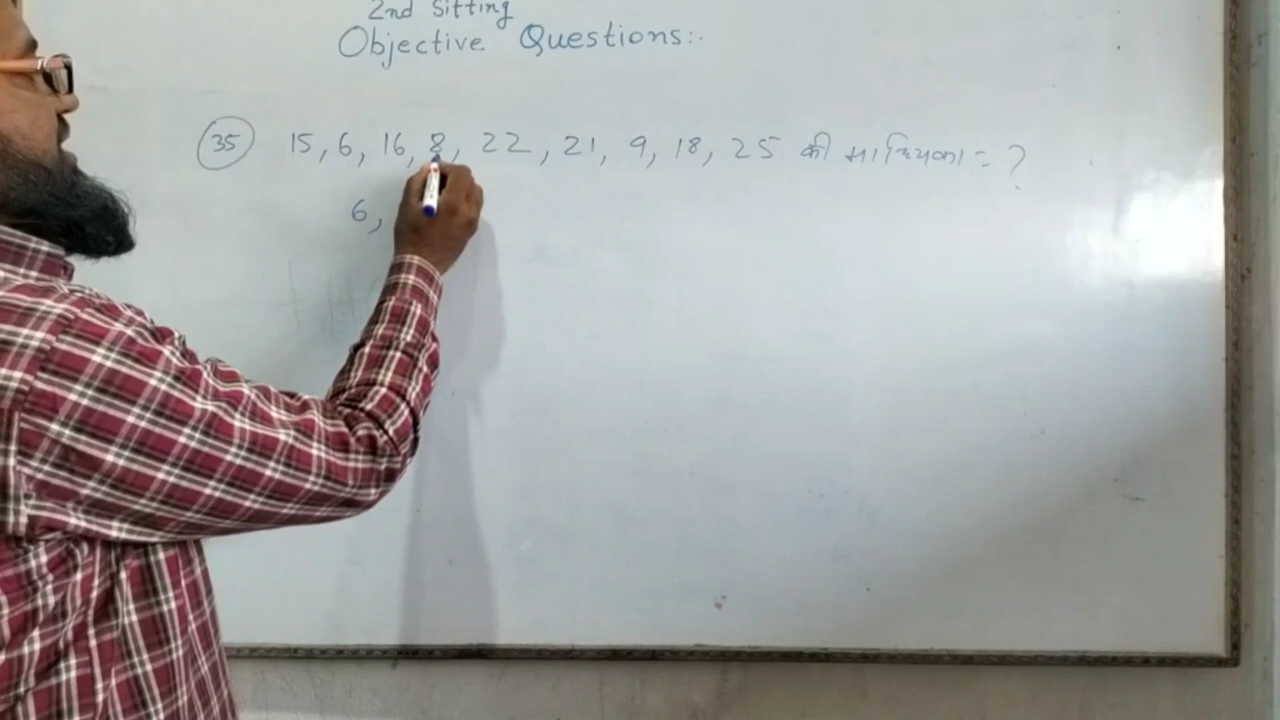 2nd Sitting
Objective Questions:-
35 15, 6, 16, 8, 22, 21, 9, 18, 25 की माध्यिका = ?
6,